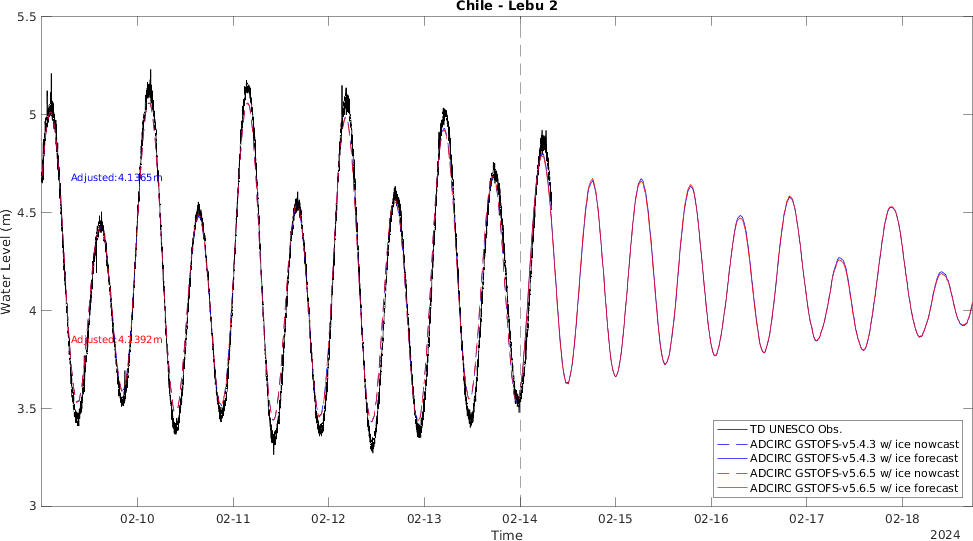 Chile - Lebu 2
5.5
5
4.5
4
3.5
3
Water Level (m)
Adjusted:4.1365m
Adjusted:4.1392m
TD UNESCO Obs.
ADCIRC GSTOFS-v5.4.3 w/ ice nowcast
ADCIRC GSTOFS-v5.4.3 w/ ice forecast
ADCIRC GSTOFS-v5.6.5 w/ ice nowcast
ADCIRC GSTOFS-v5.6.5 w/ ice forecast
02-10 02-11 02-12 02-13 02-14 02-15 02-16 02-17 02-18
Time
2024